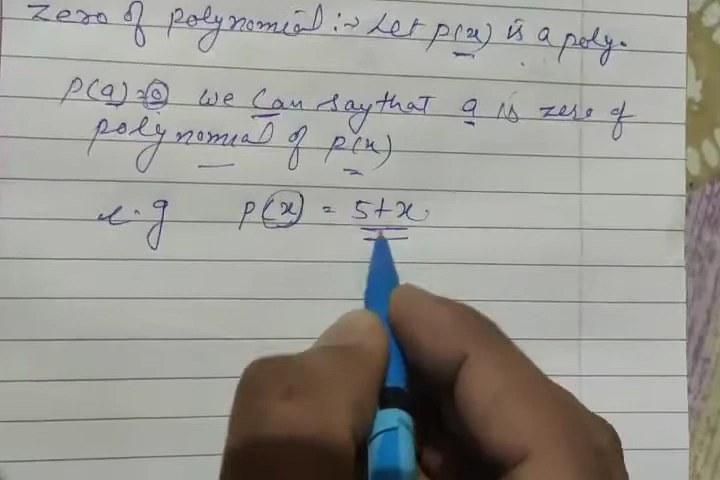 Zero of polynomial :→ Let p(x) is a poly.
p(a)=0 we can say that a is zero of
polynomial of p(x)
e.g p(x) = 5+x